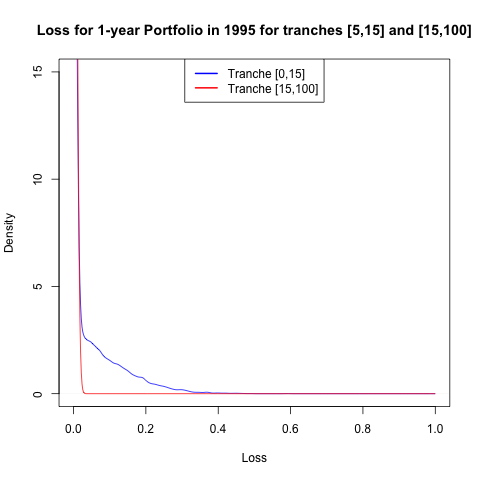 Loss for 1-year Portfolio in 1995 for tranches [5,15] and [15,100]
Tranche [0,15]
Tranche [15,100]
15
10
5
0
Density
0.0 0.2 0.4 0.6 0.8 1.0
Loss